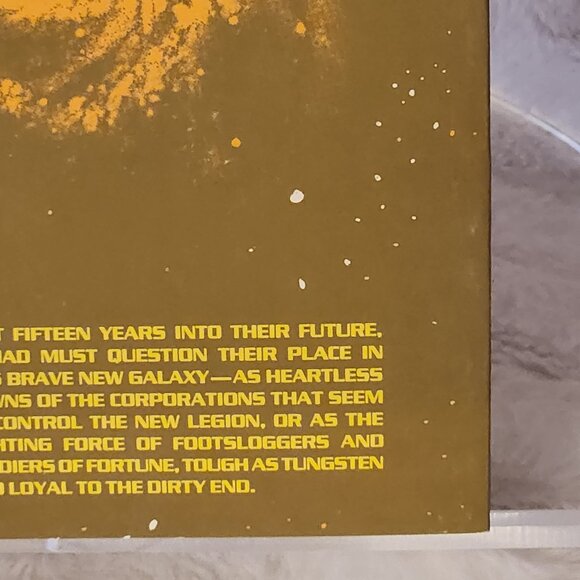 FIFTEEN YEARS INTO THEIR FUTURE,
MUST QUESTION THEIR PLACE IN
BRAVE NEW GALAXY—AS HEARTLESS
OF THE CORPORATIONS THAT SEEM
CONTROL THE NEW LEGION, OR AS THE
FORCE OF FOOTSLOGGERS AND
OF FORTUNE, TOUGH AS TUNGSTEN
LOYAL TO THE DIRTY END.